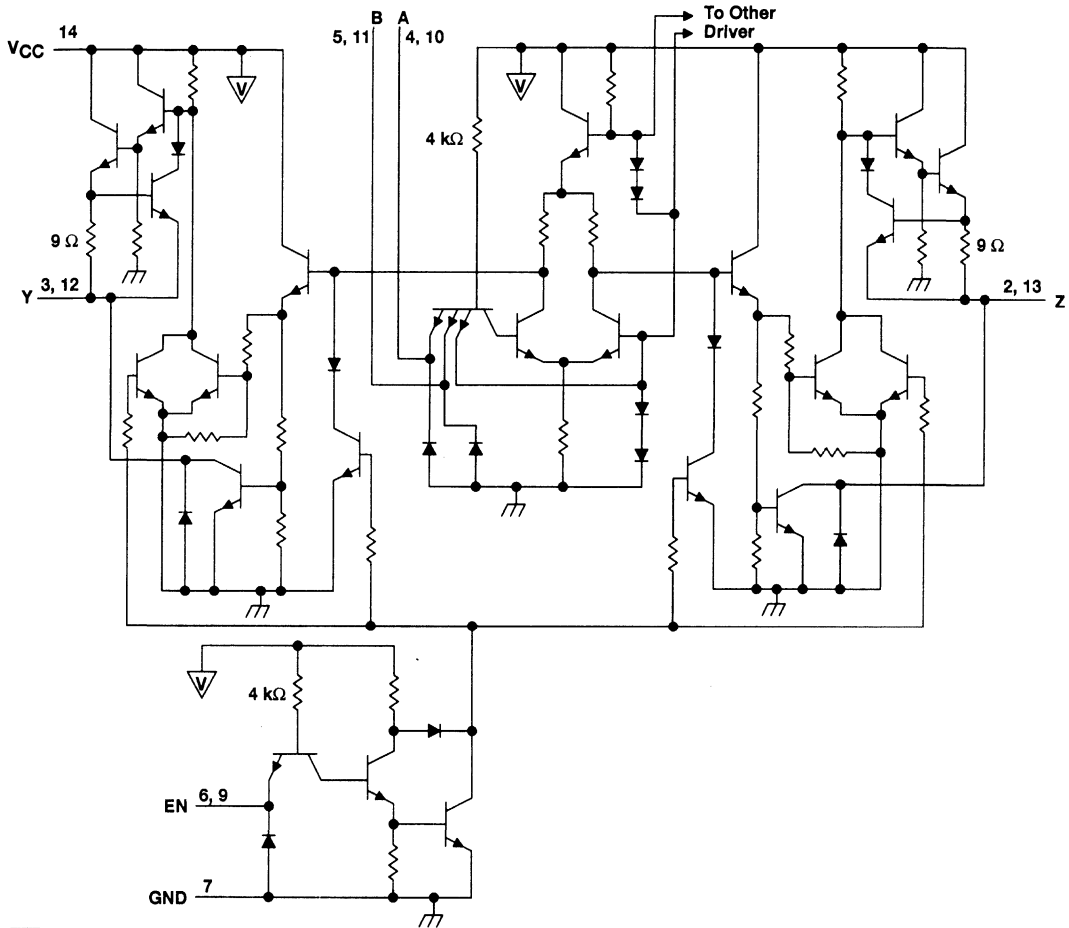 B A
5, 11 4, 10
To Other
Driver
14
VCC
V
V
4 kΩ
9 Ω
9 Ω
Y 3, 12
2, 13 Z
V
4 kΩ
EN 6, 9
GND 7